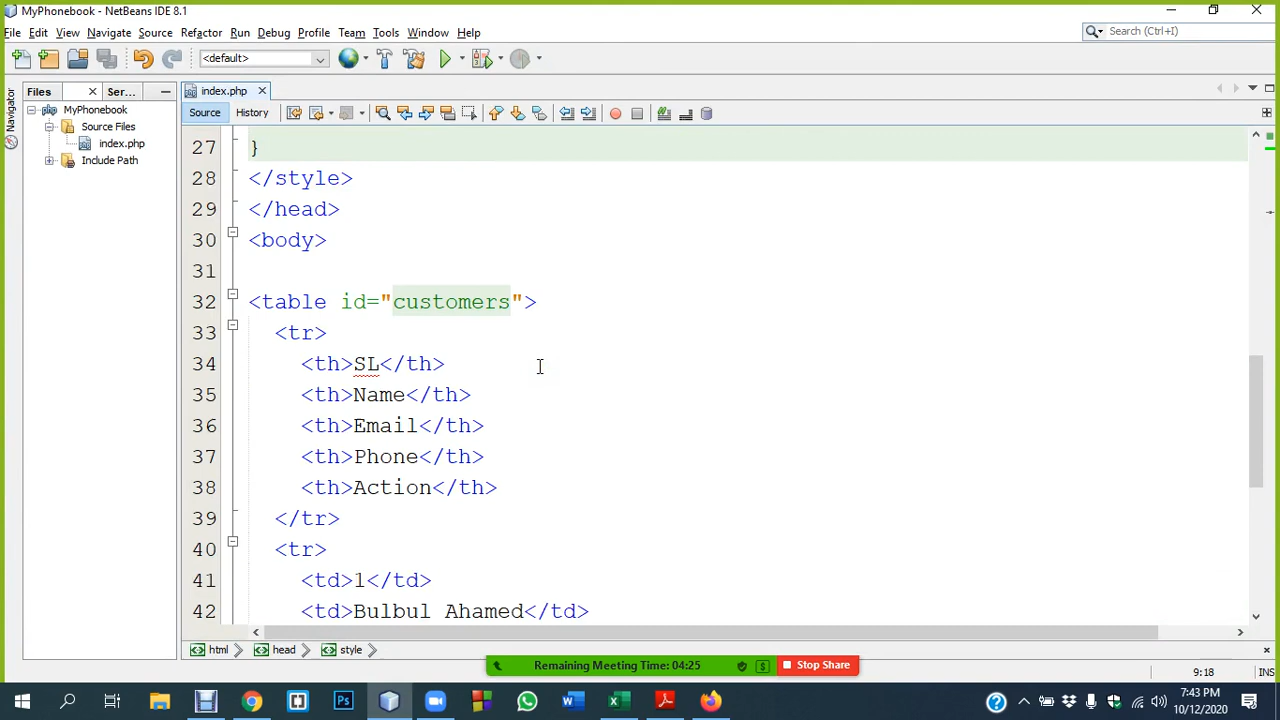 MyPhonebook - NetBeans IDE 8.1
File Edit View Navigate Source Refactor Run Debug Profile Team Tools Window Help
Search (Ctrl+I)
<default>
Files Ser...
index.php
Navigator
MyPhonebook
Source Files
index.php
Include Path
Source History
27 }
28 </style>
29 </head>
30 <body>
31
32 <table id="customers">
33 <tr>
34 <th>SL</th>
35 <th>Name</th>
36 <th>Email</th>
37 <th>Phone</th>
38 <th>Action</th>
39 </tr>
40 <tr>
41 <td>1</td>
42 <td>Bulbul Ahamed</td>
html head style
Remaining Meeting Time: 04:25 Stop Share
9:18 INS
7:43 PM
10/12/2020